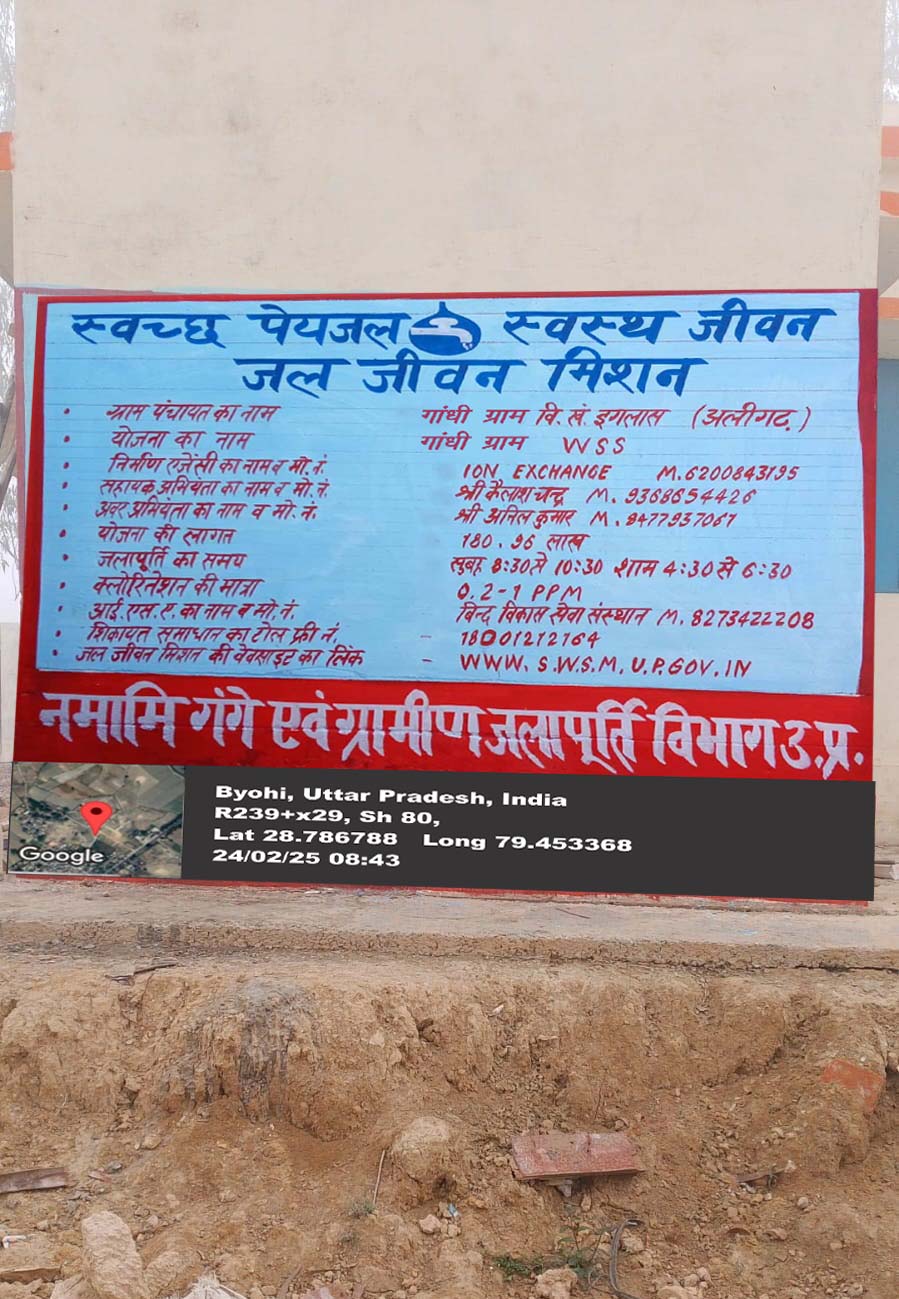 स्वच्छ पेयजल स्वस्थ जीवन
जल जीवन मिशन
• ग्राम पंचायत का नाम गांधी ग्राम वि. खं. इगलास (अलीगढ़)
• योजना का नाम गांधी ग्राम WSS
• निर्माण एजेंसी का नाम व मो. नं. ION EXCHANGE M. 6200843195
• सहायक अभियंता का नाम व मो. नं. श्री कैलाश चन्द्र M. 9368654426
• अवर अभियंता का नाम व मो. नं. श्री अनिल कुमार M. 9477937067
• योजना की लागत 180.96 लाख
• जलापूर्ति का समय सुबह 8:30 से 10:30 शाम 4:30 से 6:30
• क्लोरिनेशन की मात्रा 0.2-1 PPM
• आई. एस. ए. का नाम व मो. नं. विन्द विकास सेवा संस्थान M. 8273422208
• शिकायत समाधान का टोल फ्री नं. - 18001212164
• जल जीवन मिशन की वेवसाइट का लिंक - WWW. S.W.S.M. U.P.GOV.IN
नमामि गंगे एवं ग्रामीण जलापूर्ति विभाग उ.प्र.
Byohi, Uttar Pradesh, India
R239+x29, Sh 80,
Lat 28.786788 Long 79.453368
24/02/25 08:43
Google